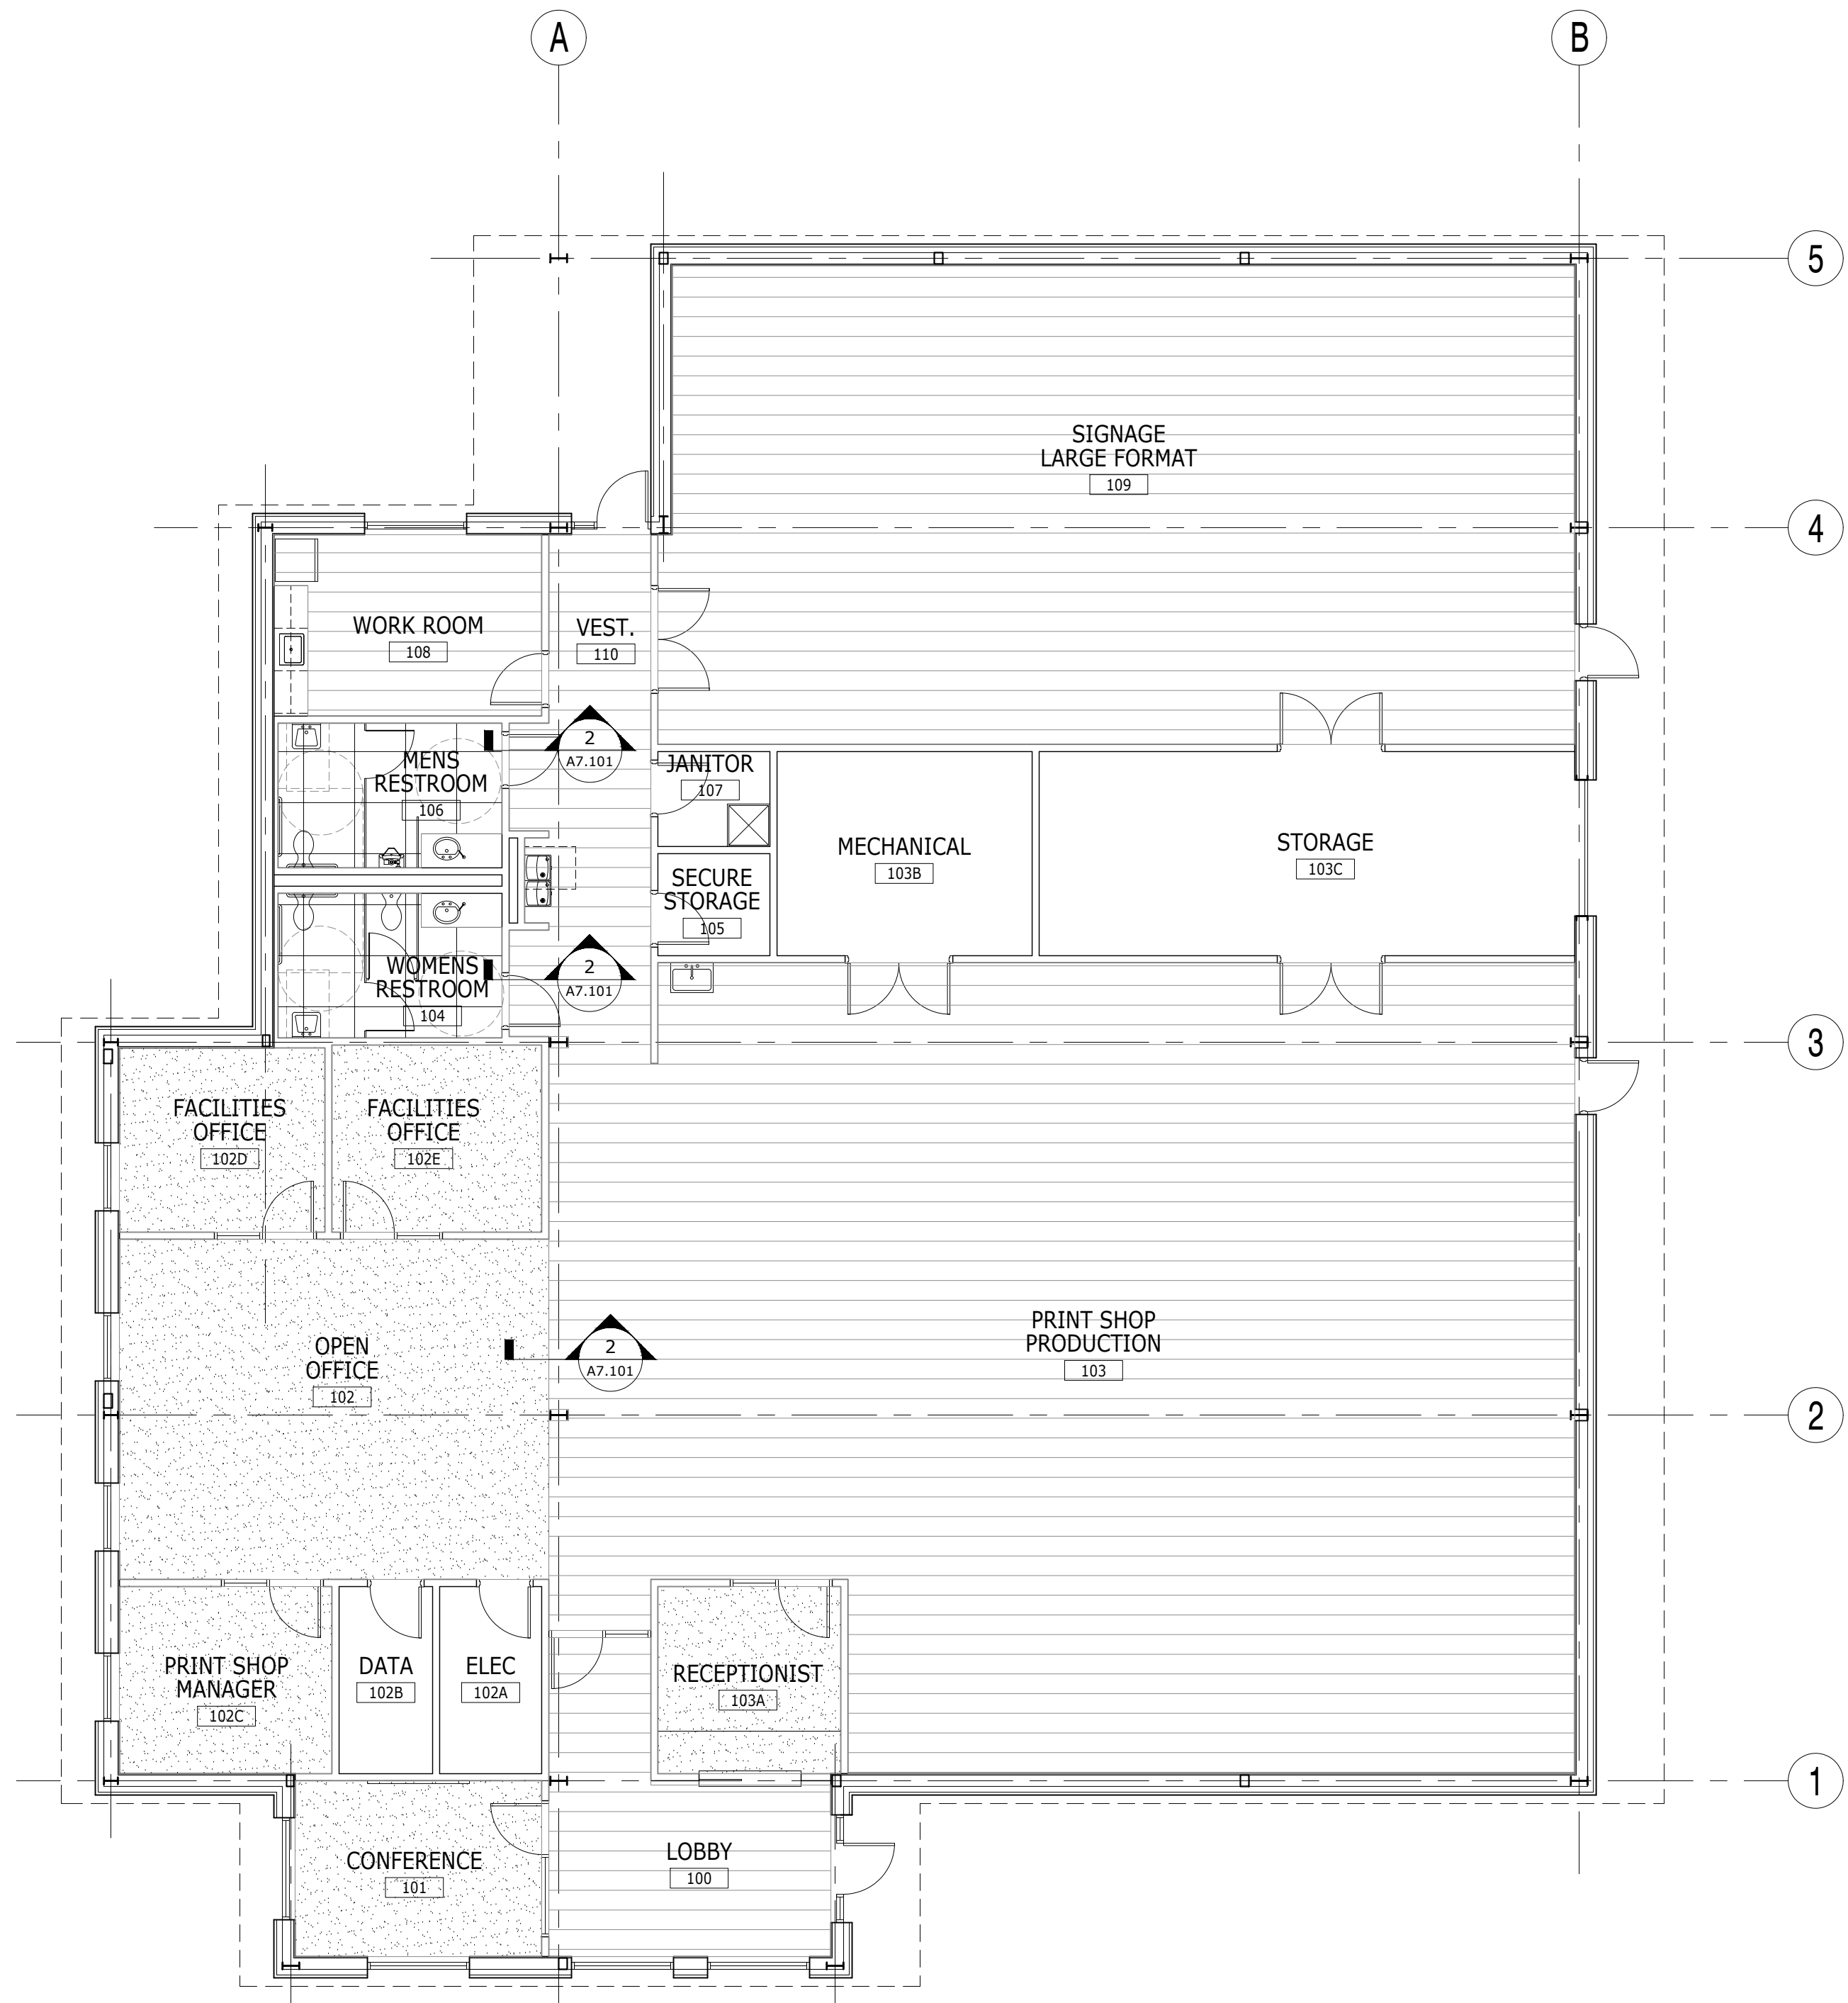 A
B
5
SIGNAGE
LARGE FORMAT
109
4
WORK ROOM
108
VEST.
110
2
A7.101
MENS
RESTROOM
106
JANITOR
107
MECHANICAL
103B
STORAGE
103C
SECURE
STORAGE
105
WOMENS
RESTROOM
104
2
A7.101
3
FACILITIES
OFFICE
102D
FACILITIES
OFFICE
102E
OPEN
OFFICE
102
2
A7.101
PRINT SHOP
PRODUCTION
103
2
PRINT SHOP
MANAGER
102C
DATA
102B
ELEC
102A
RECEPTIONIST
103A
1
CONFERENCE
101
LOBBY
100